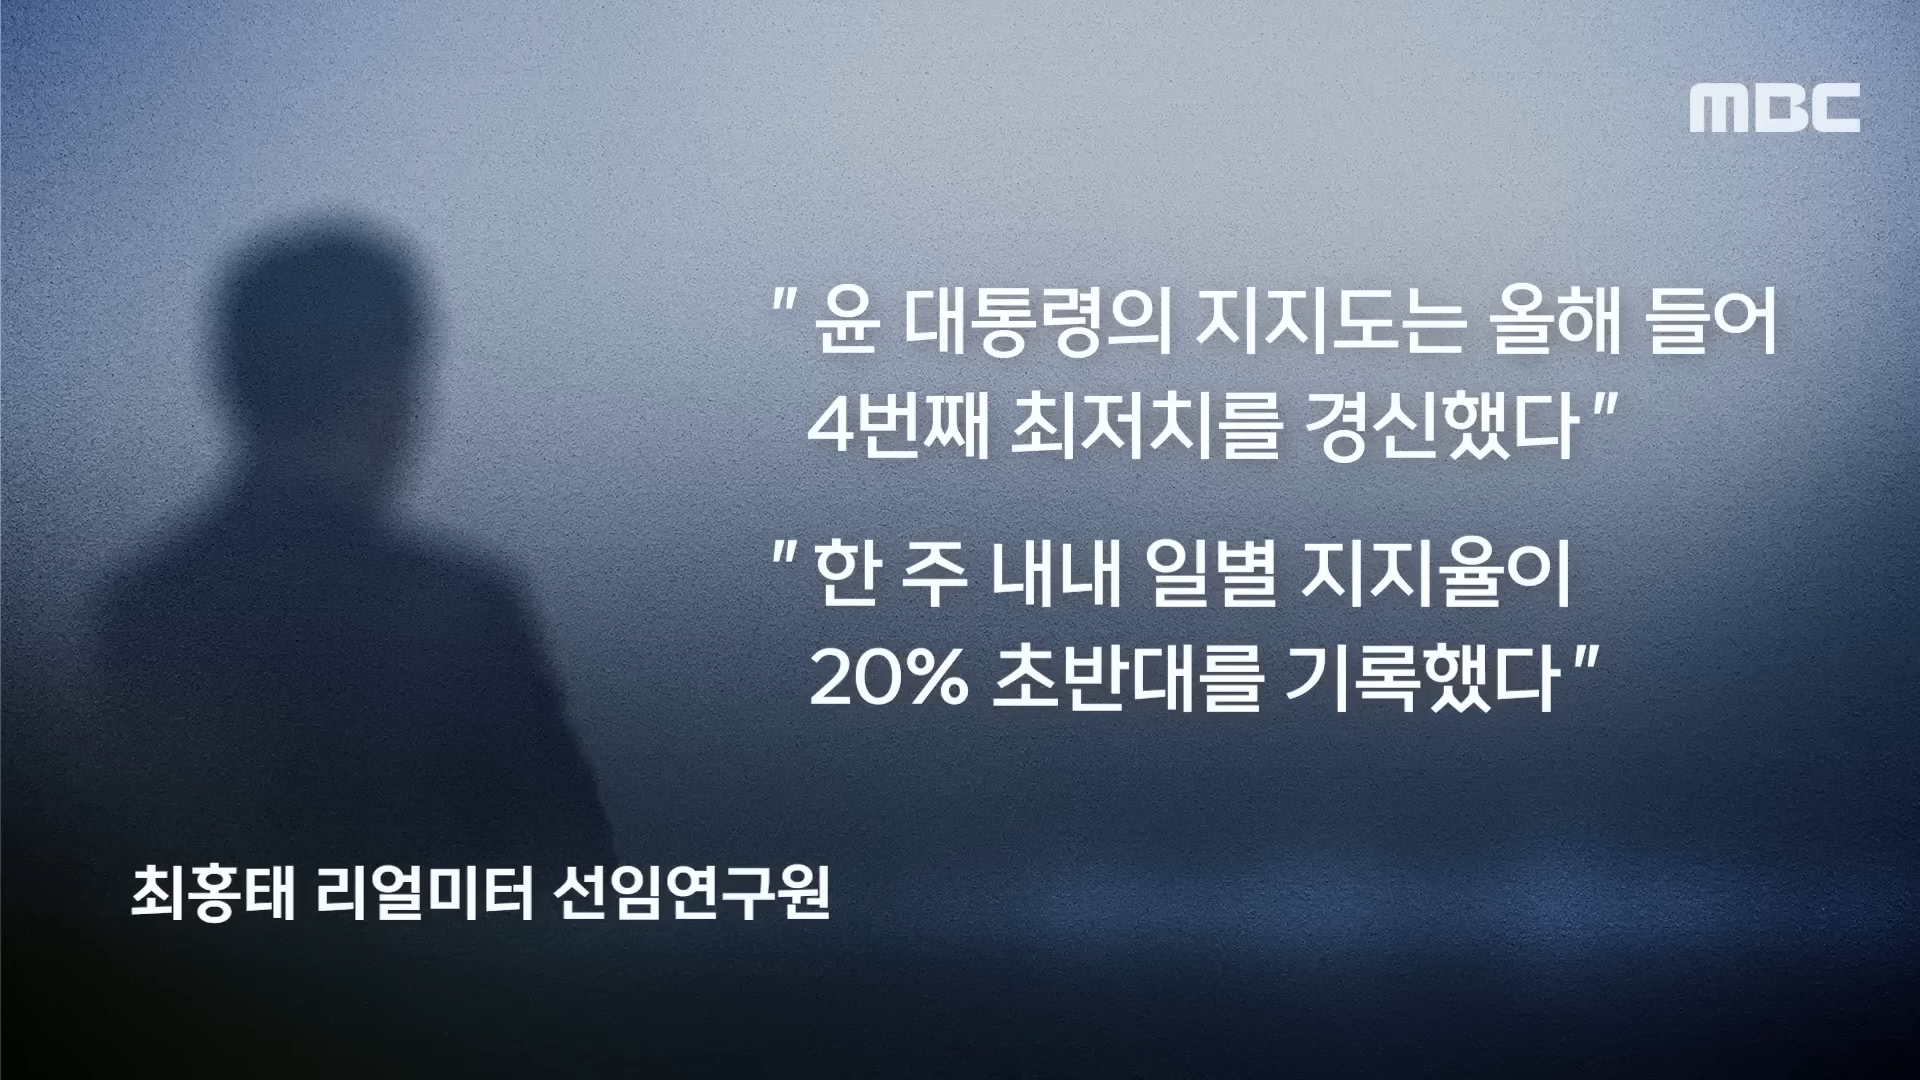 MBC
" 윤 대통령의 지지도는 올해 들어
4번째 최저치를 경신했다 "
" 한 주 내내 일별 지지율이
20% 초반대를 기록했다 "
최홍태 리얼미터 선임연구원